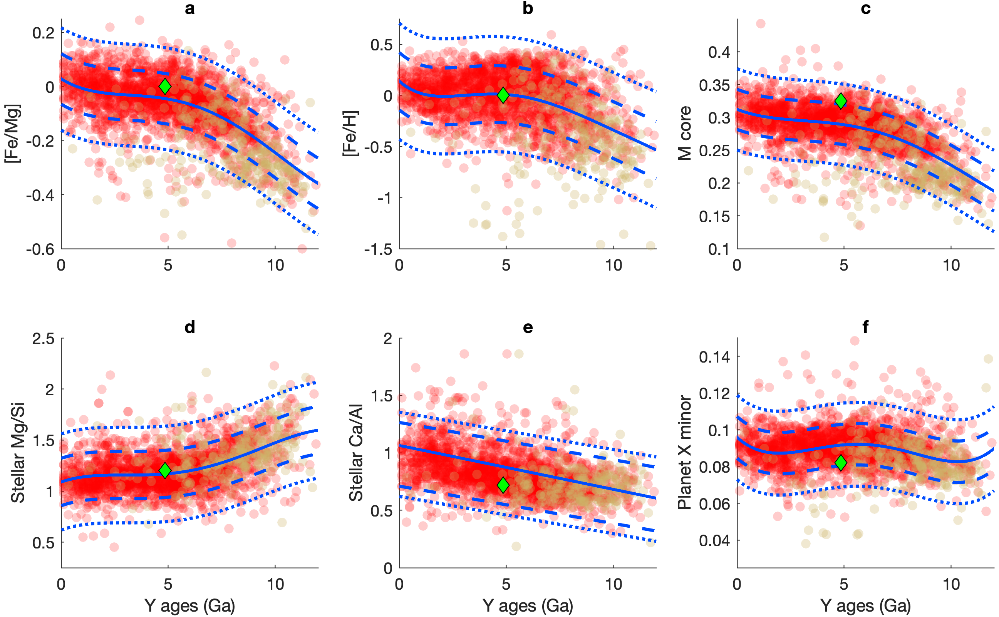 a
0.2
0
-0.2
-0.4
-0.6
[Fe/Mg]
0 5 10
b
0.5
0
-0.5
-1
-1.5
[Fe/H]
0 5 10
c
0.4
0.35
0.3
0.25
0.2
0.15
0.1
M core
0 5 10
d
2.5
2
1.5
1
0.5
Stellar Mg/Si
0 5 10
Y ages (Ga)
e
2
1.5
1
0.5
0
Stellar Ca/Al
0 5 10
Y ages (Ga)
f
0.14
0.12
0.1
0.08
0.06
0.04
Planet X minor
0 5 10
Y ages (Ga)